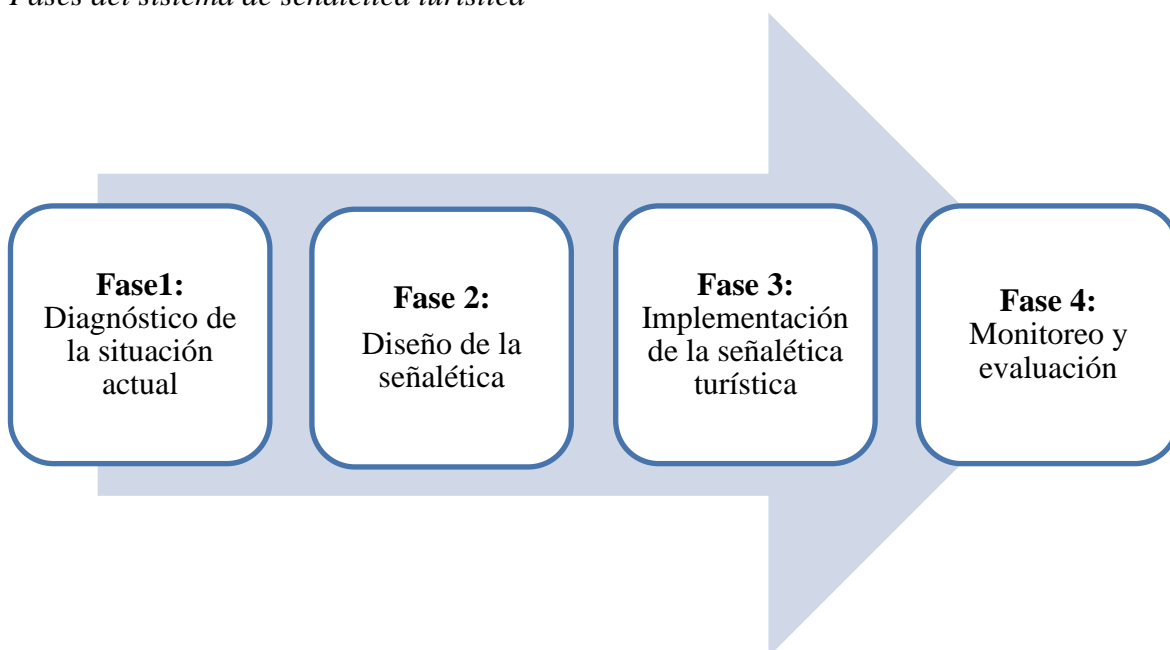 Fases del sistema de señalética turística
Fase1:
Diagnóstico de
la situación
actual
Fase 2:
Diseño de la
señalética
Fase 3:
Implementación
de la señalética
turística
Fase 4:
Monitoreo y
evaluación